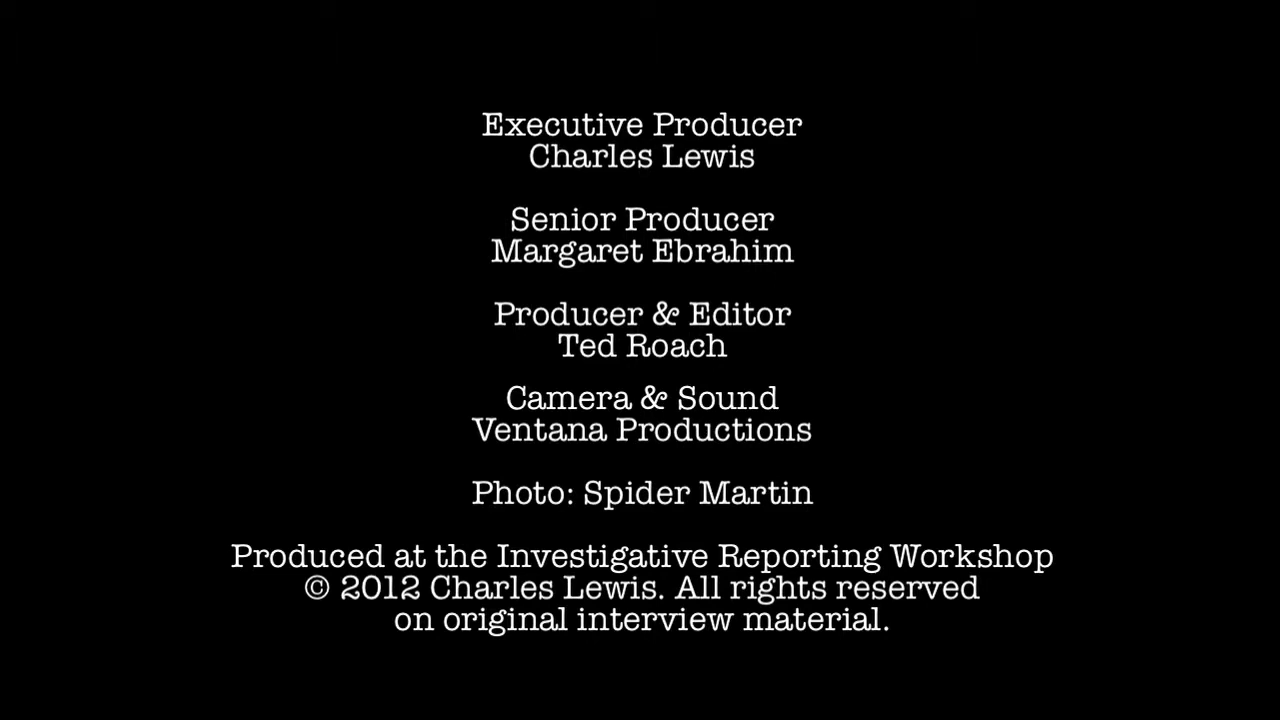 Executive Producer
Charles Lewis
Senior Producer
Margaret Ebrahim
Producer & Editor
Ted Roach
Camera & Sound
Ventana Productions
Photo: Spider Martin
Produced at the Investigative Reporting Workshop
© 2012 Charles Lewis. All rights reserved
on original interview material.